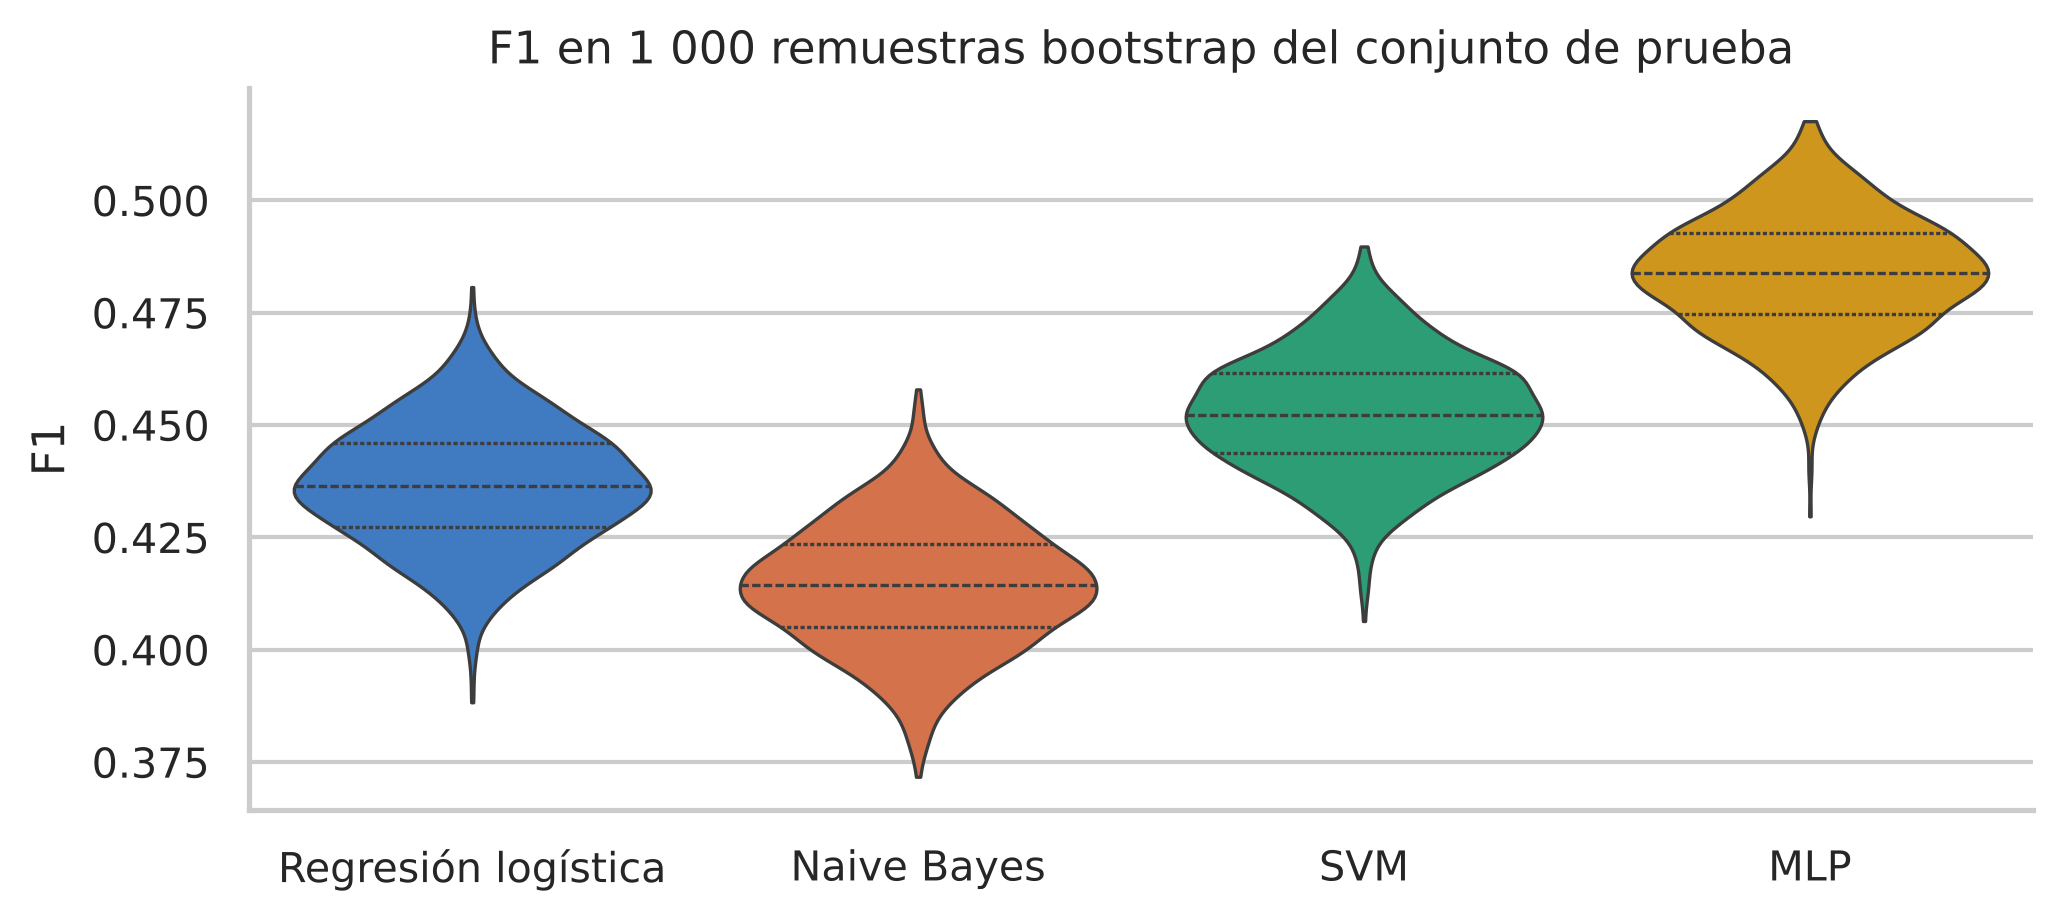 F1 en 1 000 remuestras bootstrap del conjunto de prueba
F1
0.500
0.475
0.450
0.425
0.400
0.375
Regresión logística
Naive Bayes
SVM
MLP